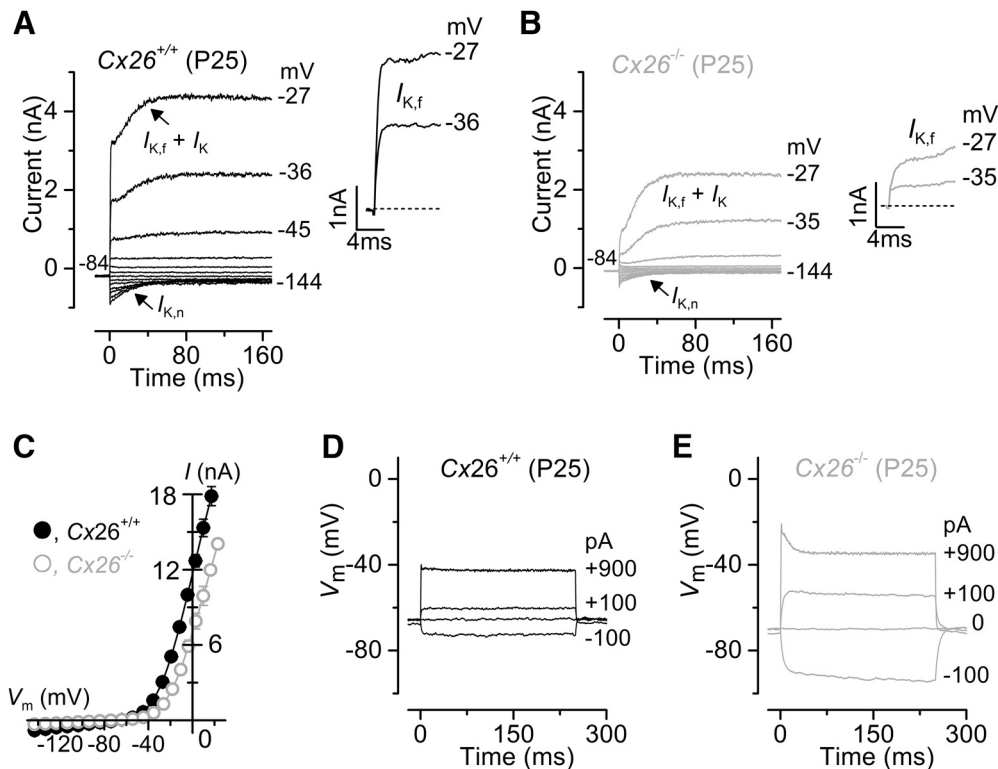 A
Cx26+/+ (P25)
mV
-27
IK,f + IK
-36
-45
-84
-144
IK,n
Current (nA)
4
2
0
0 80 160
Time (ms)
mV
-27
IK,f
-36
1nA
4ms
B
Cx26-/- (P25)
mV
-27
IK,f + IK
-35
-84
-144
IK,n
Current (nA)
4
2
0
0 80 160
Time (ms)
IK,f
mV
-27
-35
1nA
4ms
C
I (nA)
18
12
6
, Cx26+/+
, Cx26-/-
Vm (mV)
-120 -80 -40 0
D
Cx26+/+ (P25)
pA
+900
+100
-100
Vm (mV)
0
-40
-80
0 150 300
Time (ms)
E
Cx26-/- (P25)
pA
+900
+100
0
-100
Vm (mV)
0
-40
-80
0 150 300
Time (ms)